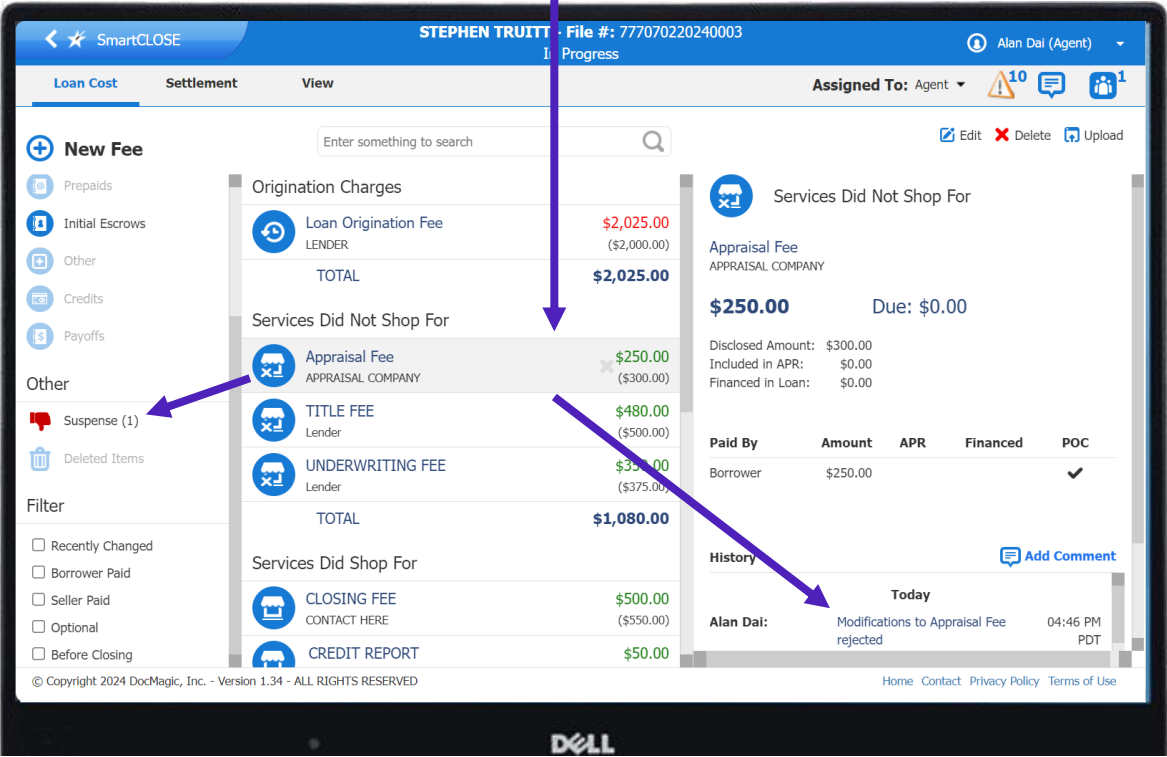 SmartCLOSE
STEPHEN TRUITT - File #: 777070220240003
In Progress
Alan Dai (Agent)
Loan Cost Settlement View
Assigned To: Agent 10 1
New Fee
Enter something to search
Edit Delete Upload
Prepaids
Initial Escrows
Other
Credits
Payoffs
Other
Suspense (1)
Deleted Items
Filter
Recently Changed
Borrower Paid
Seller Paid
Optional
Before Closing
Origination Charges
Loan Origination Fee $2,025.00
LENDER ($2,000.00)
TOTAL $2,025.00
Services Did Not Shop For
Appraisal Fee $250.00
APPRAISAL COMPANY ($300.00)
TITLE FEE $480.00
Lender ($500.00)
UNDERWRITING FEE $350.00
Lender ($375.00)
TOTAL $1,080.00
Services Did Shop For
CLOSING FEE $500.00
CONTACT HERE ($550.00)
CREDIT REPORT $50.00
Services Did Not Shop For
Appraisal Fee
APPRAISAL COMPANY
$250.00 Due: $0.00
Disclosed Amount: $300.00
Included in APR: $0.00
Financed in Loan: $0.00
Paid By Amount APR Financed POC
Borrower $250.00
History Add Comment
Today
Alan Dai: Modifications to Appraisal Fee 04:46 PM
rejected PDT
© Copyright 2024 DocMagic, Inc. - Version 1.34 - ALL RIGHTS RESERVED
Home Contact Privacy Policy Terms of Use
DELL